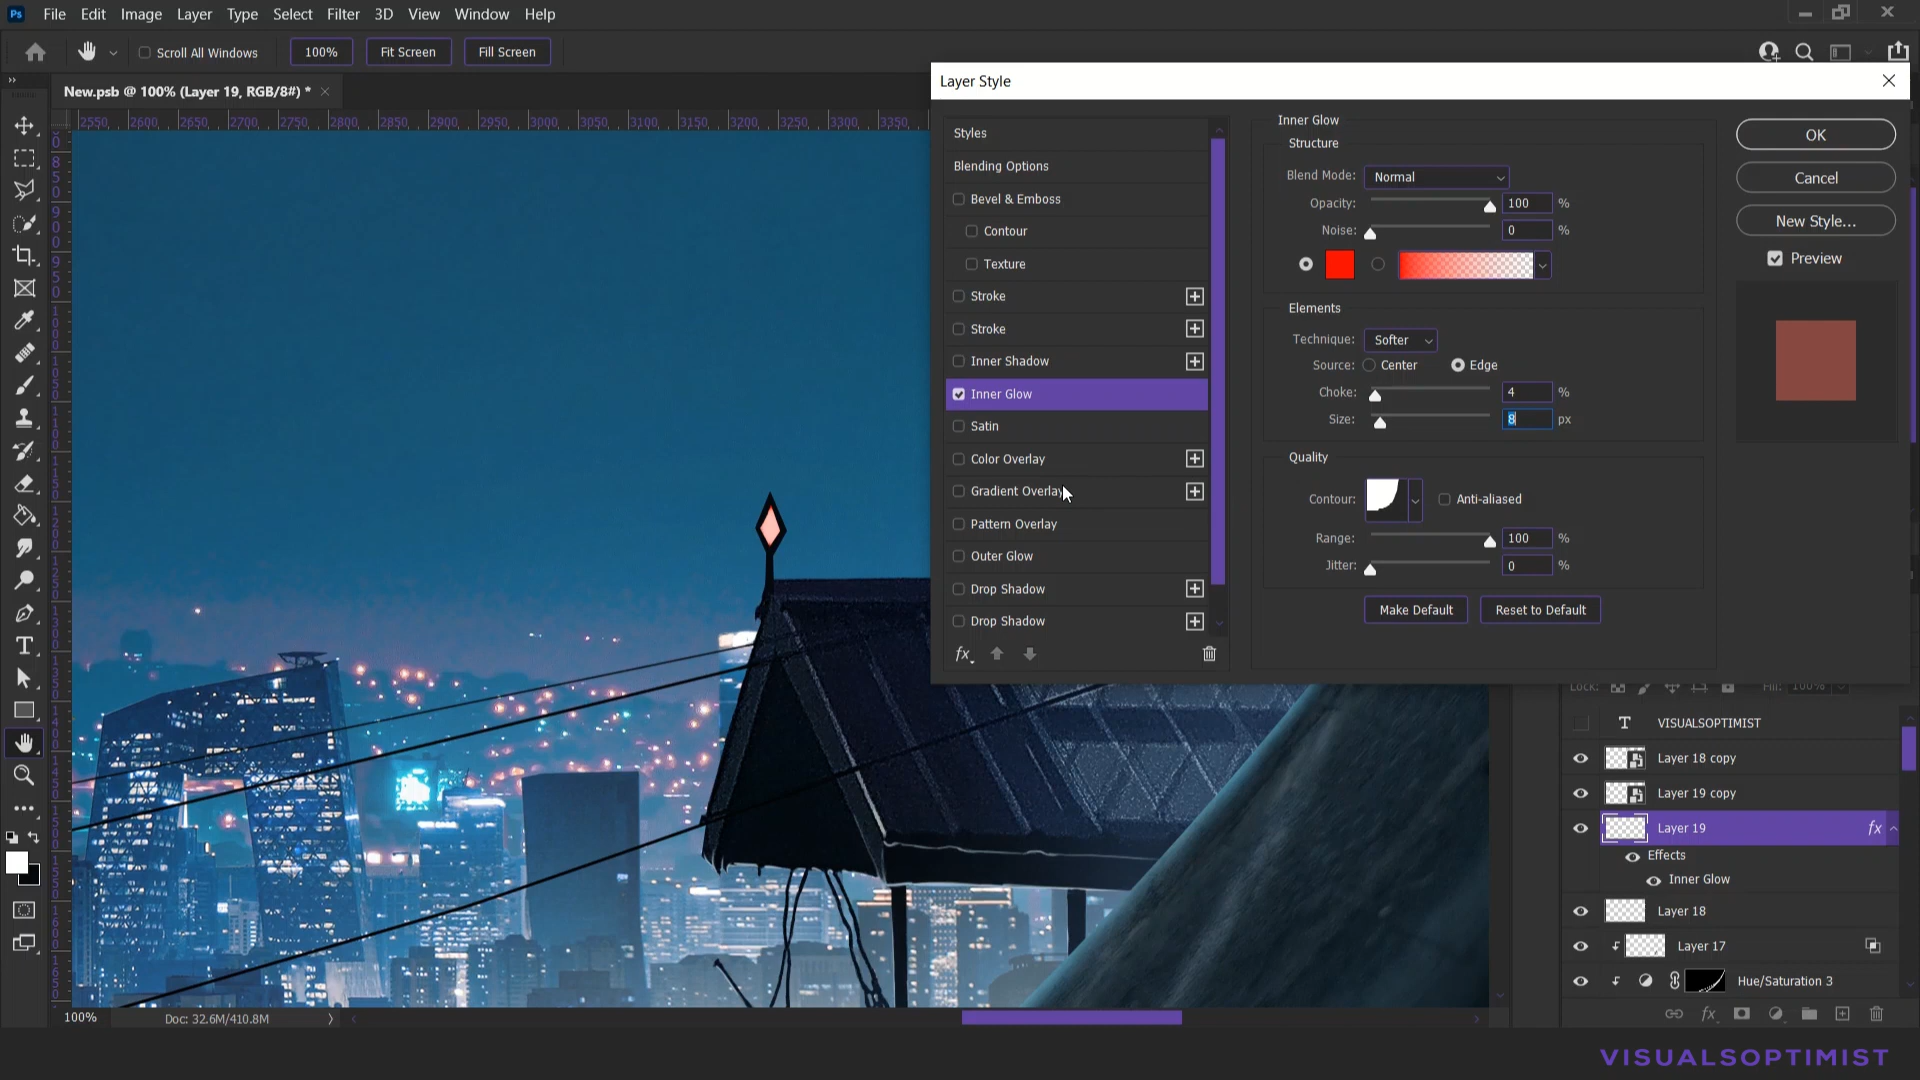 Ps File Edit Image Layer Type Select Filter 3D View Window Help
Scroll All Windows 100% Fit Screen Fill Screen
New.psb @ 100% (Layer 19, RGB/8#) *
2550 2600 2650 2700 2750 2800 2850 2900 2950 3000 3050 3100 3150 3200 3250 3300 3350
Layer Style
Styles
Blending Options
Bevel & Emboss
Contour
Texture
Stroke
Stroke
Inner Shadow
Inner Glow
Satin
Color Overlay
Gradient Overlay
Pattern Overlay
Outer Glow
Drop Shadow
Drop Shadow
fx
Inner Glow
Structure
Blend Mode: Normal
Opacity: 100 %
Noise: 0 %
Elements
Technique: Softer
Source: Center Edge
Choke: 4 %
Size: 8 px
Quality
Contour: Anti-aliased
Range: 100 %
Jitter: 0 %
Make Default Reset to Default
OK
Cancel
New Style...
Preview
Lock: Fill: 100%
T VISUALSOPTIMIST
Layer 18 copy
Layer 19 copy
Layer 19 fx
Effects
Inner Glow
Layer 18
Layer 17
Hue/Saturation 3
fx
100% Doc: 32.6M/410.8M
VISUALSOPTIMIST